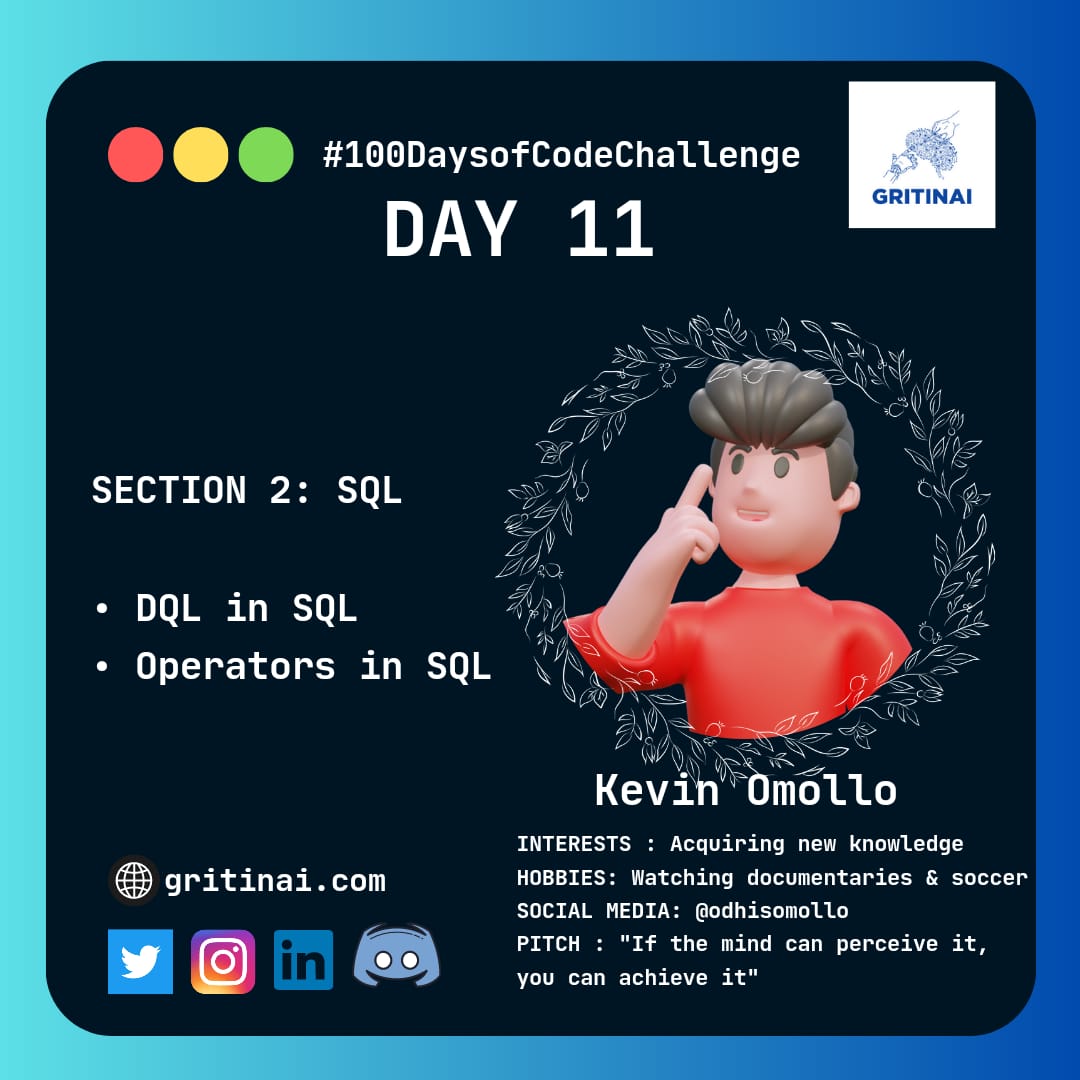 #100DaysofCodeChallenge
DAY 11
GRITINAI
SECTION 2: SQL
• DQL in SQL
• Operators in SQL
Kevin Omollo
INTERESTS : Acquiring new knowledge
HOBBIES: Watching documentaries & soccer
SOCIAL MEDIA: @odhisomollo
PITCH : "If the mind can perceive it,
you can achieve it"
gritinai.com
in